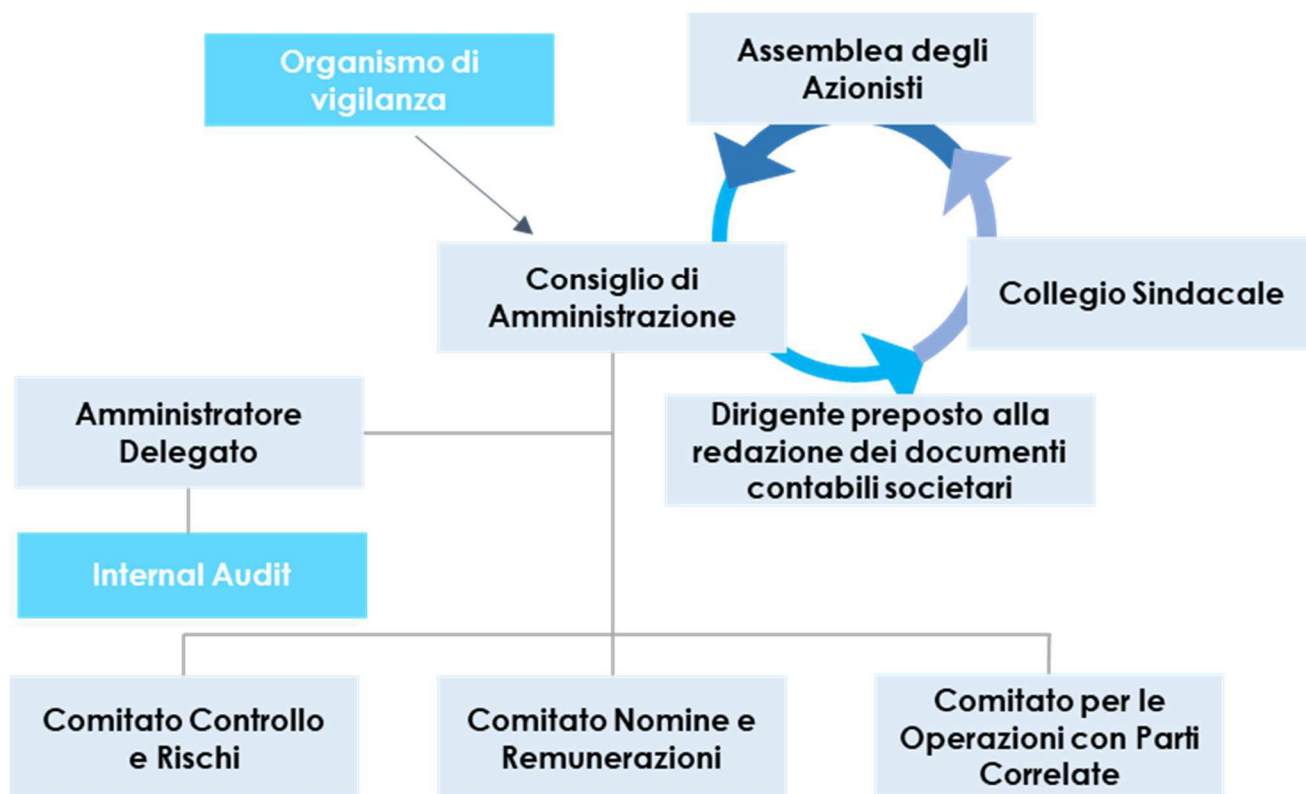 Organismo di
vigilanza
Assemblea degli
Azionisti
Consiglio di
Amministrazione
Collegio Sindacale
Amministratore
Delegato
Dirigente preposto alla
redazione dei documenti
contabili societari
Internal Audit
Comitato Controllo
e Rischi
Comitato Nomine e
Remunerazioni
Comitato per le
Operazioni con Parti
Correlate